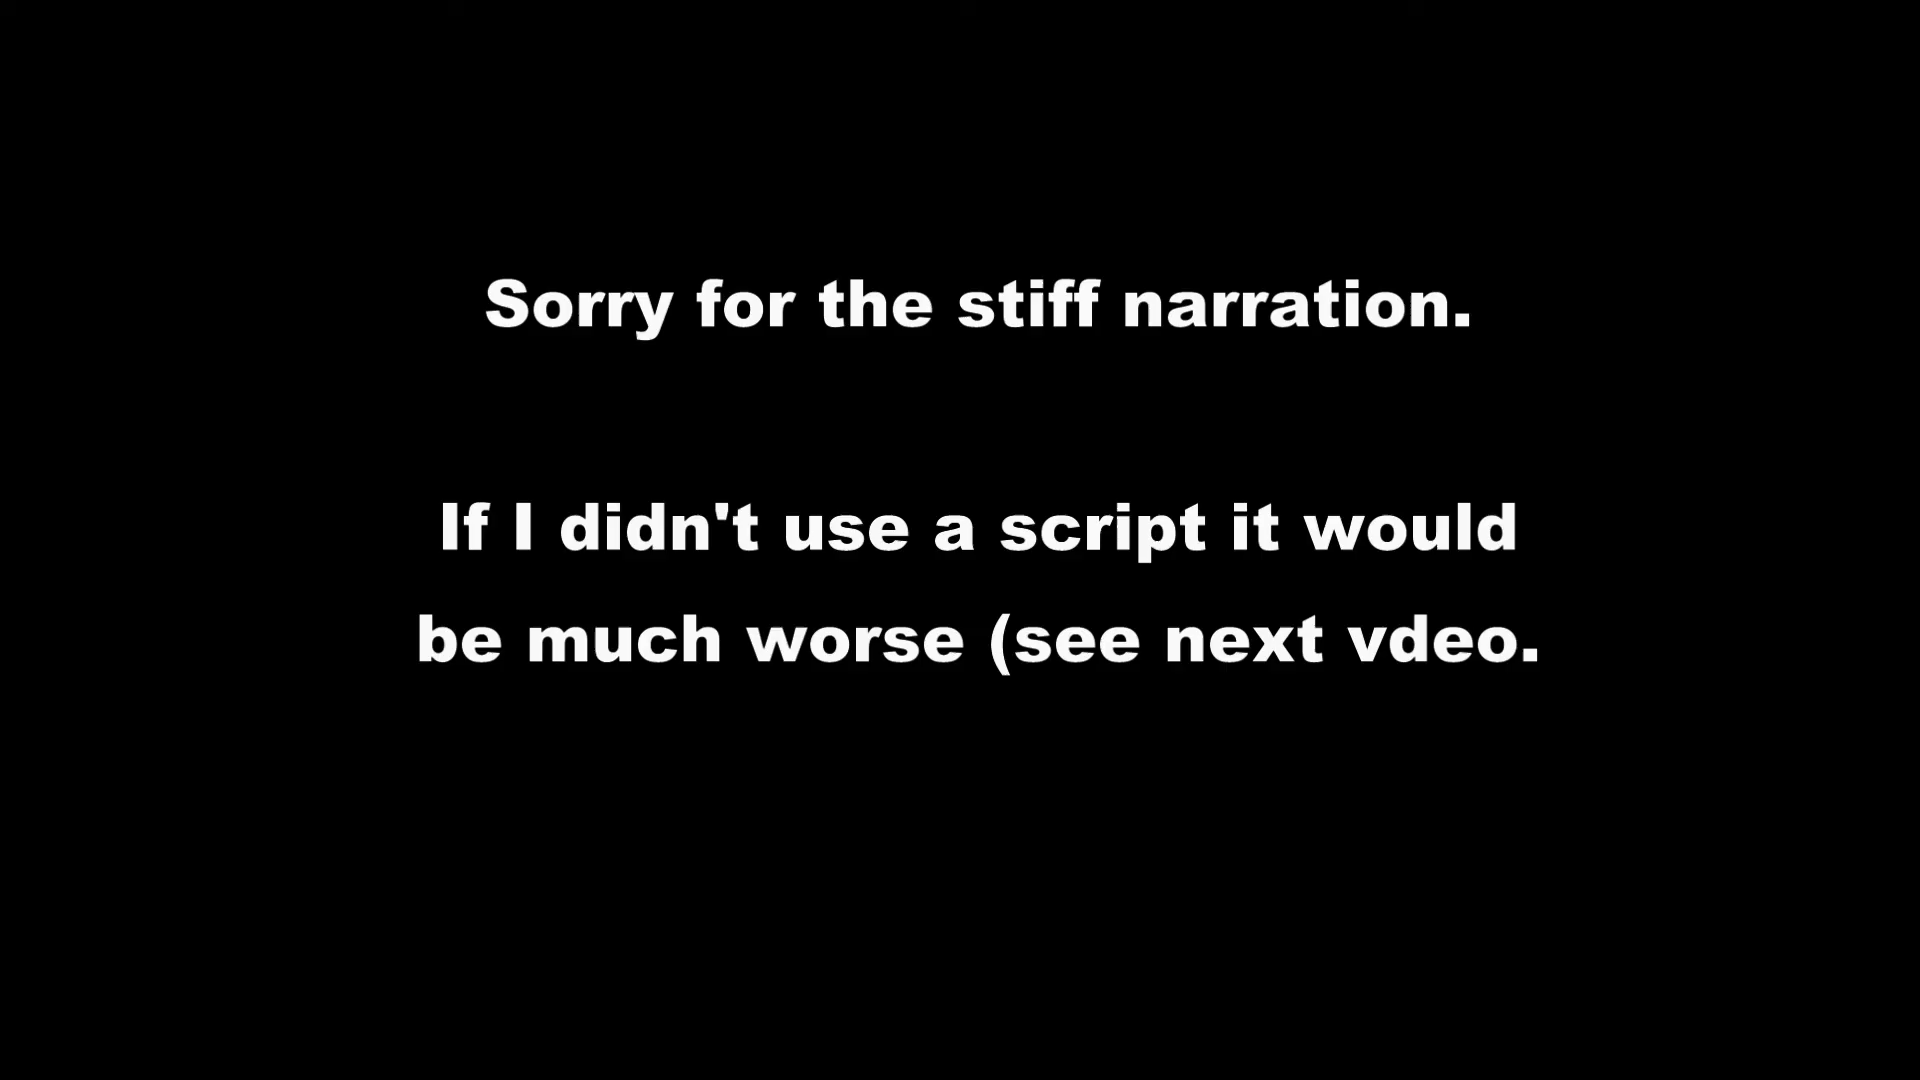 Sorry for the stiff narration.
If I didn't use a script it would
be much worse (see next vdeo.